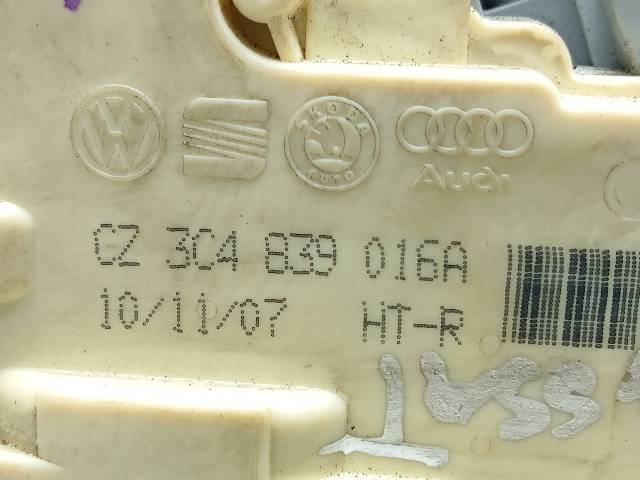 ŠKODA AUTO Audi
CZ 3C4 839 016A
10/11/07 HT-R